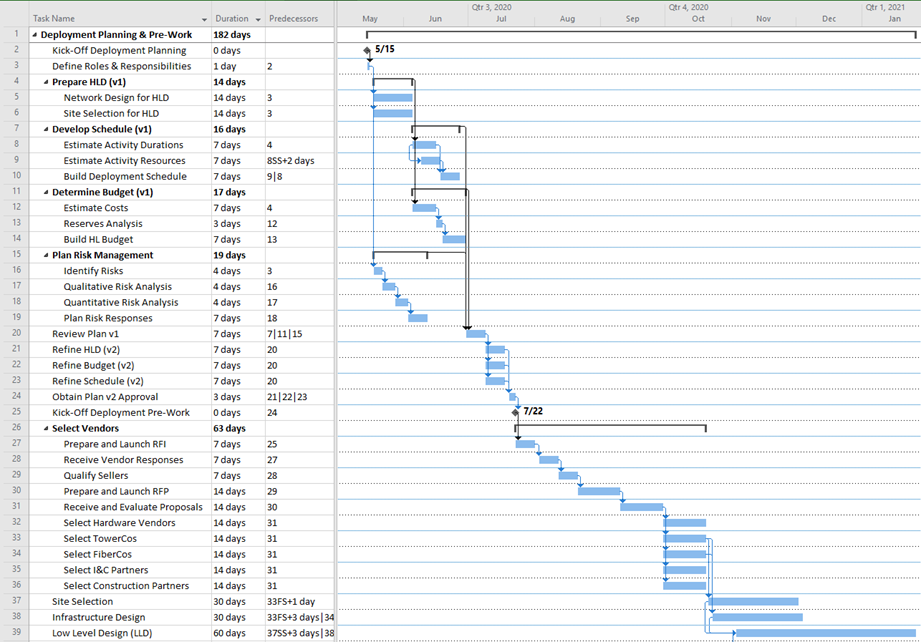 Qtr 3, 2020 Qtr 4, 2020 Qtr 1, 2021
Task Name Duration Predecessors May Jun Jul Aug Sep Oct Nov Dec Jan
1 Deployment Planning & Pre-Work 182 days
2 Kick-Off Deployment Planning 0 days 5/15
3 Define Roles & Responsibilities 1 day 2
4 Prepare HLD (v1) 14 days
5 Network Design for HLD 14 days 3
6 Site Selection for HLD 14 days 3
7 Develop Schedule (v1) 16 days
8 Estimate Activity Durations 7 days 4
9 Estimate Activity Resources 7 days 8SS+2 days
10 Build Deployment Schedule 7 days 9|8
11 Determine Budget (v1) 17 days
12 Estimate Costs 7 days 4
13 Reserves Analysis 3 days 12
14 Build HL Budget 7 days 13
15 Plan Risk Management 19 days
16 Identify Risks 4 days 3
17 Qualitative Risk Analysis 4 days 16
18 Quantitative Risk Analysis 4 days 17
19 Plan Risk Responses 7 days 18
20 Review Plan v1 7 days 7|11|15
21 Refine HLD (v2) 7 days 20
22 Refine Budget (v2) 7 days 20
23 Refine Schedule (v2) 7 days 20
24 Obtain Plan v2 Approval 3 days 21|22|23
25 Kick-Off Deployment Pre-Work 0 days 24 7/22
26 Select Vendors 63 days
27 Prepare and Launch RFI 7 days 25
28 Receive Vendor Responses 7 days 27
29 Qualify Sellers 7 days 28
30 Prepare and Launch RFP 14 days 29
31 Receive and Evaluate Proposals 14 days 30
32 Select Hardware Vendors 14 days 31
33 Select TowerCos 14 days 31
34 Select FiberCos 14 days 31
35 Select I&C Partners 14 days 31
36 Select Construction Partners 14 days 31
37 Site Selection 30 days 33FS+1 day
38 Infrastructure Design 30 days 33FS+3 days|34
39 Low Level Design (LLD) 60 days 37SS+3 days|38